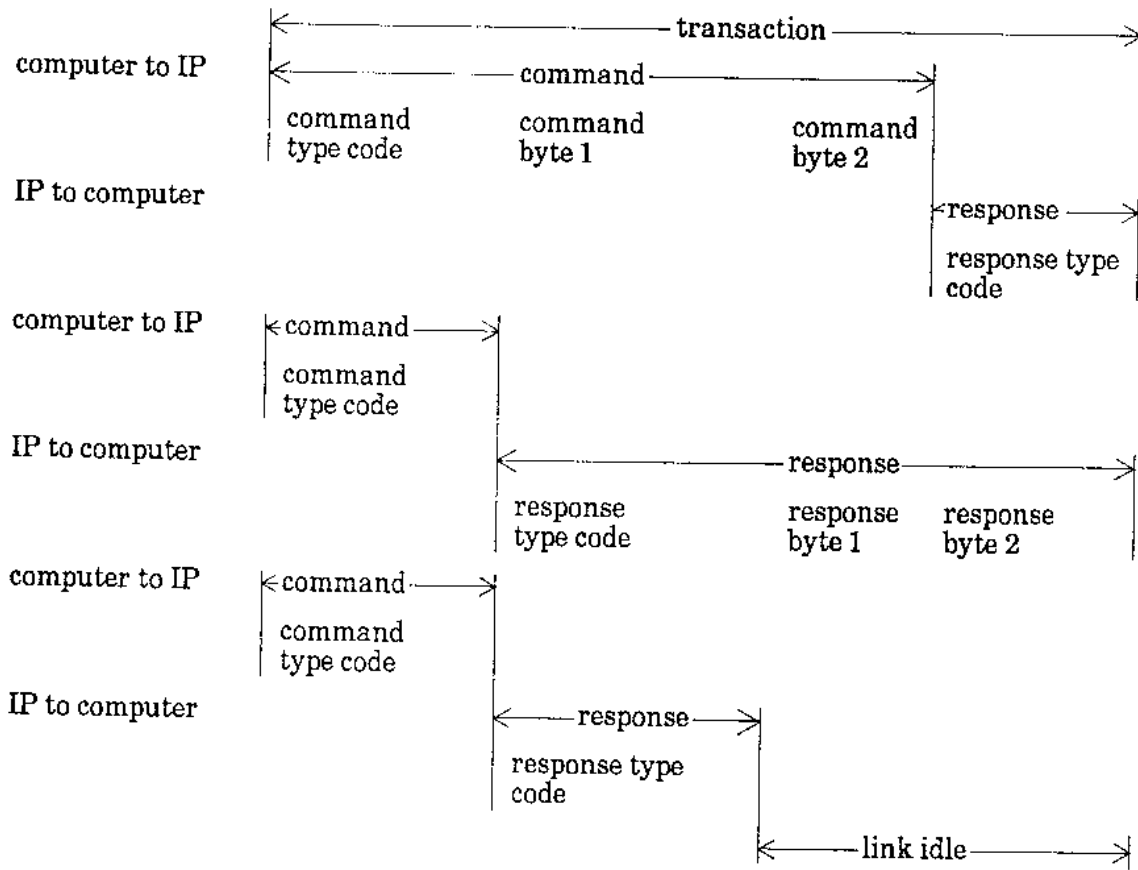 transaction
computer to IP
command
command type code
command byte 1
command byte 2
IP to computer
response
response type code
computer to IP
command
command type code
IP to computer
response
response type code
response byte 1
response byte 2
computer to IP
command
command type code
IP to computer
response
response type code
link idle